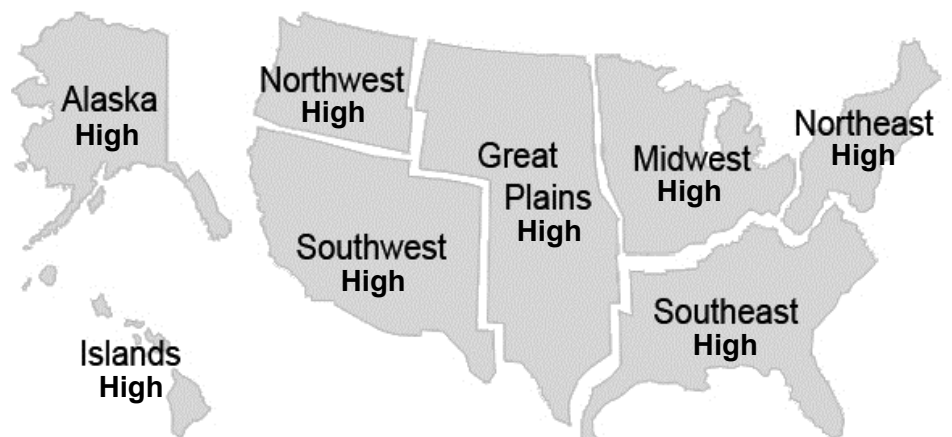 Alaska
High
Northwest
High
Great
Plains
High
Midwest
High
Northeast
High
Southwest
High
Southeast
High
Islands
High